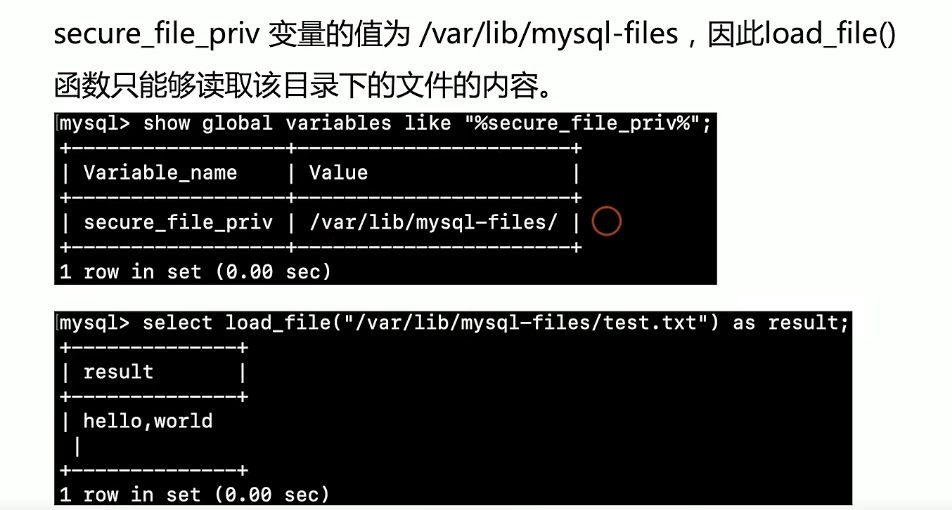 secure_file_priv 变量的值为 /var/lib/mysql-files，因此load_file()
函数只能够读取该目录下的文件的内容。
[mysql> show global variables like "%secure_file_priv%";
+------------------+-----------------------+
| Variable_name    | Value                 |
+------------------+-----------------------+
| secure_file_priv | /var/lib/mysql-files/ |
+------------------+-----------------------+
1 row in set (0.00 sec)
[mysql> select load_file("/var/lib/mysql-files/test.txt") as result;
+--------------+
| result       |
+--------------+
| hello,world
 |
+--------------+
1 row in set (0.00 sec)